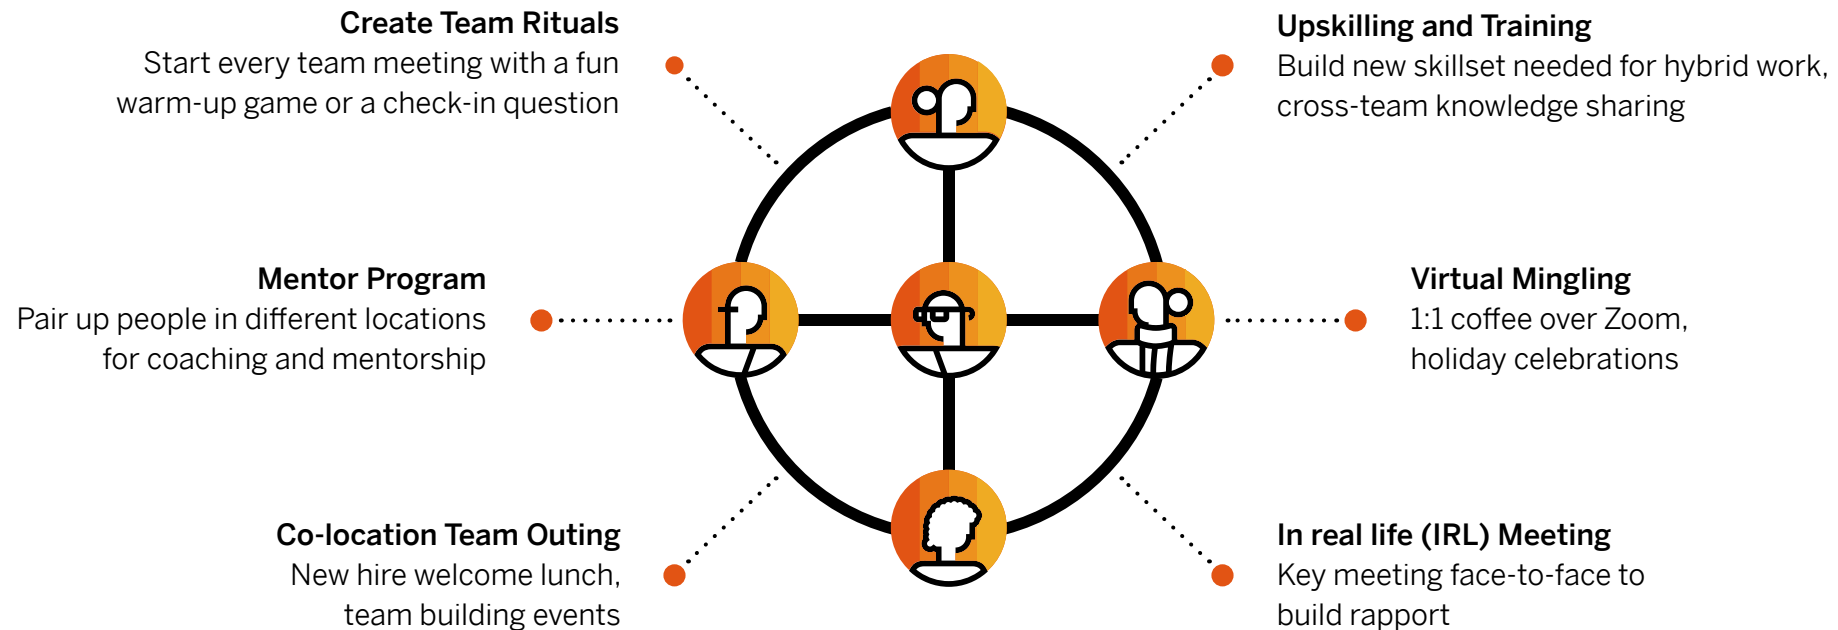 Create Team Rituals
Start every team meeting with a fun
warm-up game or a check-in question
Upskilling and Training
Build new skillset needed for hybrid work,
cross-team knowledge sharing
Mentor Program
Pair up people in different locations
for coaching and mentorship
Virtual Mingling
1:1 coffee over Zoom,
holiday celebrations
Co-location Team Outing
New hire welcome lunch,
team building events
In real life (IRL) Meeting
Key meeting face-to-face to
build rapport